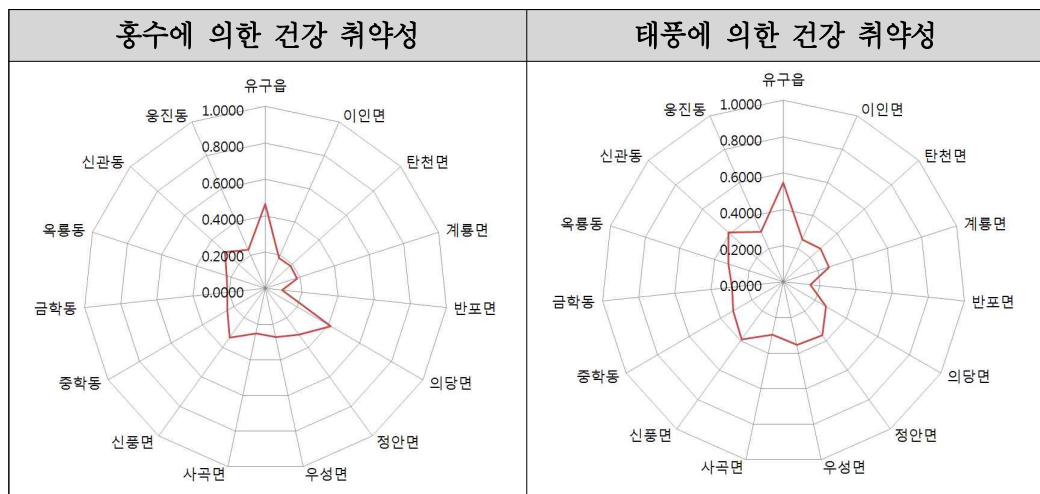 홍수에 의한 건강 취약성
태풍에 의한 건강 취약성
유구읍
1.0000
웅진동
이인면
0.8000
신관동
탄천면
0.6000
0.4000
옥룡동
계룡면
0.2000
0.0000
금학동
반포면
중학동
의당면
신풍면
정안면
사곡면
우성면
유구읍
1.0000
웅진동
이인면
0.8000
신관동
탄천면
0.6000
0.4000
옥룡동
계룡면
0.2000
0.0000
금학동
반포면
중학동
의당면
신풍면
정안면
사곡면
우성면